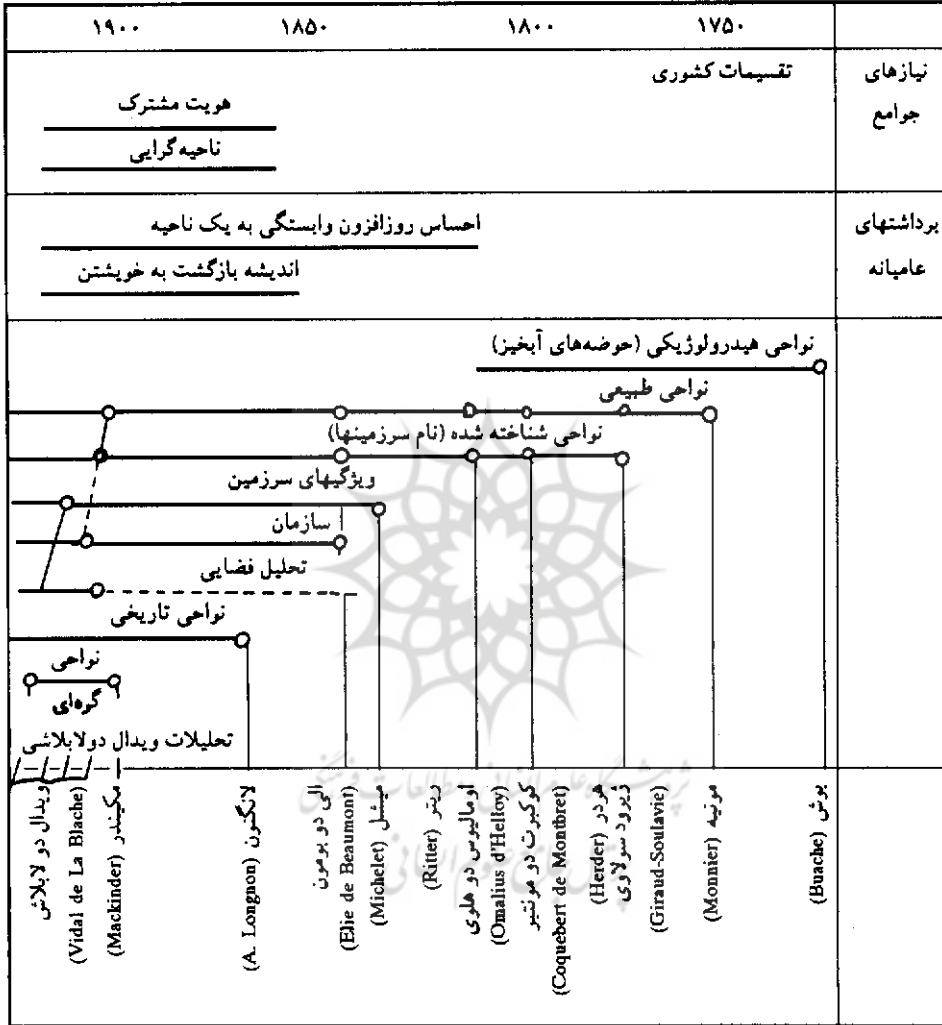 ۱۷۵۰ ۱۸۰۰ ۱۸۵۰ ۱۹۰۰
نیازهای
جوامع
تقسیمات کشوری
هویت مشترک
ناحیه‌گرایی
برداشتهای
عامیانه
احساس روزافزون وابستگی به یک ناحیه
اندیشه بازگشت به خویشتن
نواحی هیدرولوژیکی (حوضه‌های آبخیز)
نواحی طبیعی
نواحی شناخته شده (نام سرزمینها)
ویژگیهای سرزمین
سازمان
تحلیل فضایی
نواحی تاریخی
نواحی
گره‌ای
تحلیلات ویدال دولابلاشی
بوش (Buache)
مونیه (Monnier)
(Giraud-Soulavie)
ژیرود سولاوی
هردر (Herder)
(Coquebert de Montbret)
کوکبرت دو مونتبر
(Omalius d'Helloy)
اومالیوس دو هلوی
ریتر (Ritter)
میشلل (Michelet)
(Elie de Beaumont)
الی دو بومون
لانگنون (A. Longnon)
مکیندر (Mackinder)
(Vidal de La Blache)
ویدال دو لابلاش